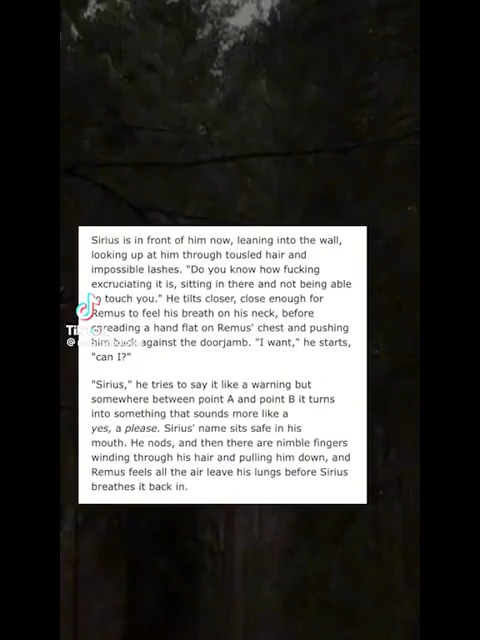 Sirius is in front of him now, leaning into the wall,
looking up at him through tousled hair and
impossible lashes. "Do you know how fucking
excruciating it is, sitting in there and not being able
to touch you." He tilts closer, close enough for
Remus to feel his breath on his neck, before
spreading a hand flat on Remus' chest and pushing
him back against the doorjamb. "I want," he starts,
"can I?"
"Sirius," he tries to say it like a warning but
somewhere between point A and point B it turns
into something that sounds more like a
yes, a please. Sirius' name sits safe in his
mouth. He nods, and then there are nimble fingers
winding through his hair and pulling him down, and
Remus feels all the air leave his lungs before Sirius
breathes it back in.